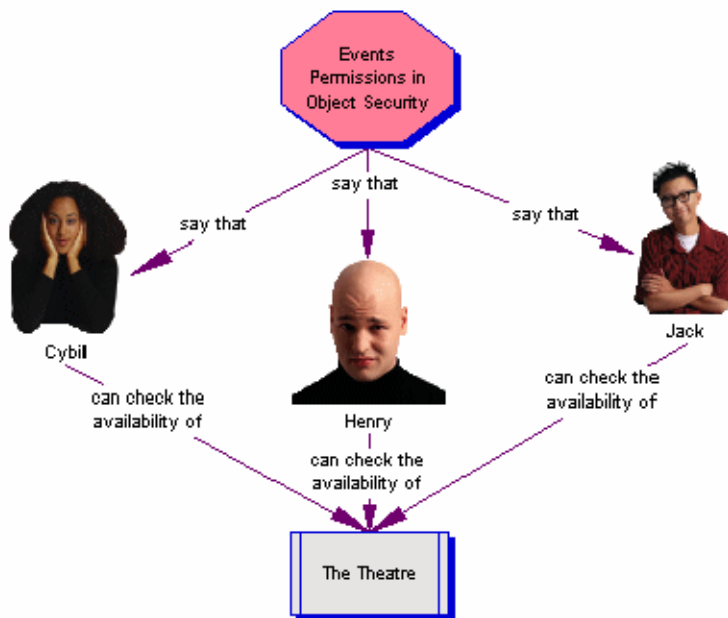 Events
Permissions in
Object Security
say that
say that
say that
Cybil
Henry
Jack
can check the
availability of
can check the
availability of
can check the
availability of
The Theatre